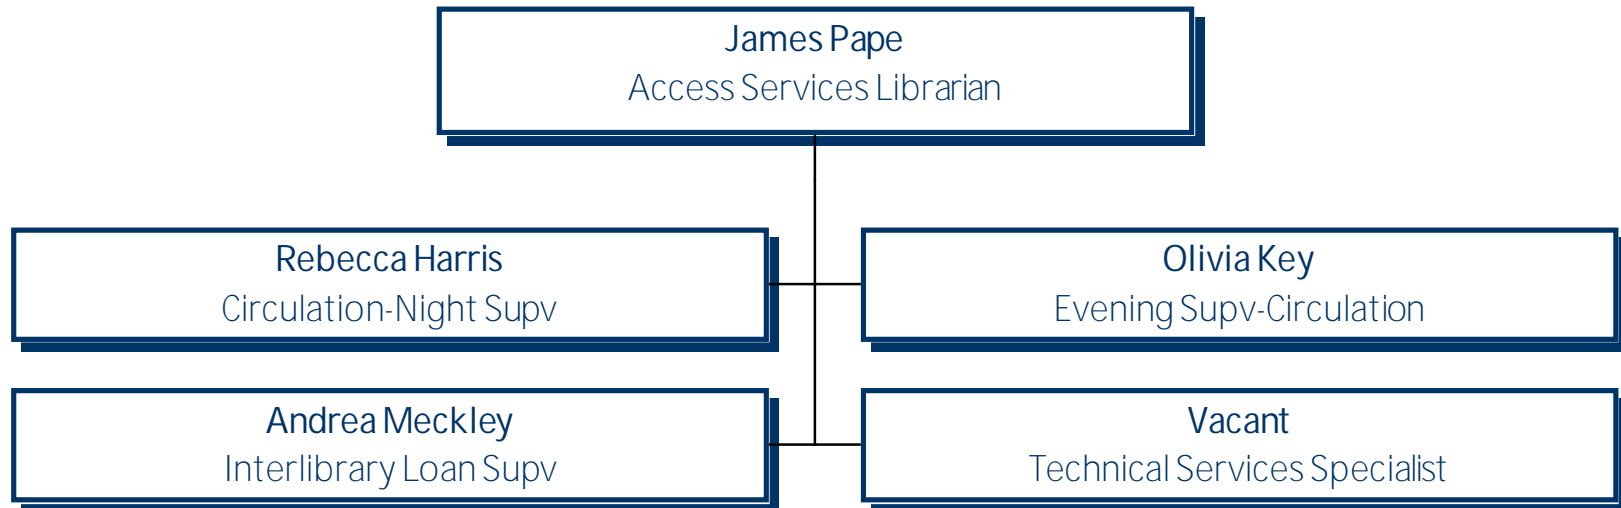 James Pape
Access Services Librarian
Rebecca Harris
Circulation-Night Supv
Olivia Key
Evening Supv-Circulation
Andrea Meckley
Interlibrary Loan Supv
Vacant
Technical Services Specialist